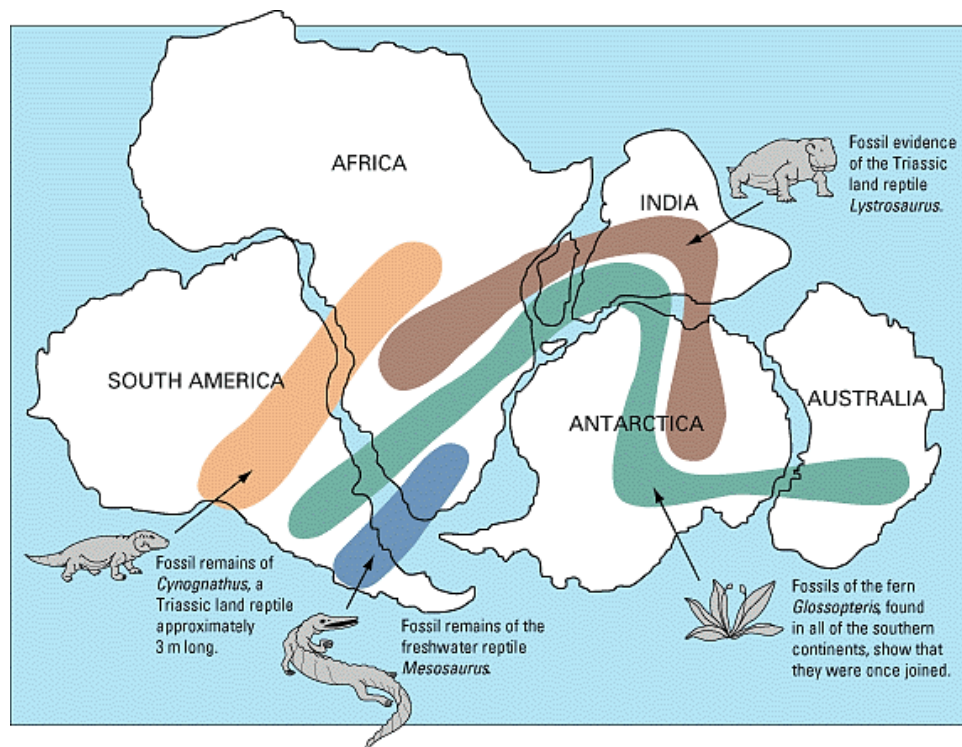 AFRICA
INDIA
Fossil evidence
of the Triassic
land reptile
Lystrosaurus.
SOUTH AMERICA
ANTARCTICA
AUSTRALIA
Fossil remains of
Cynognathus, a
Triassic land reptile
approximately
3 m long.
Fossil remains of the
freshwater reptile
Mesosaurus.
Fossils of the fern
Glossopteris, found
in all of the southern
continents, show that
they were once joined.